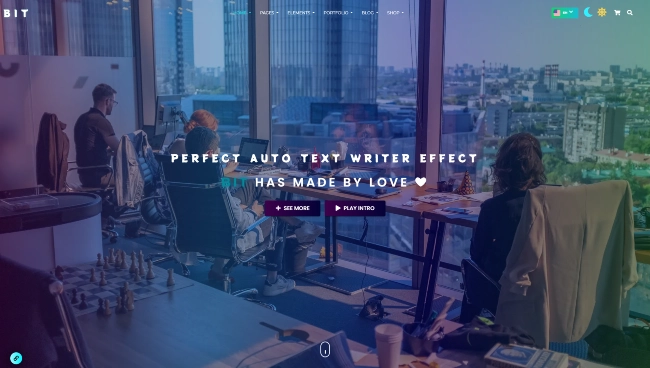 BIT
HOME PAGES ELEMENTS PORTFOLIO BLOG SHOP
PERFECT AUTO TEXT WRITER EFFECT
BIT HAS MADE BY LOVE
SEE MORE PLAY INTRO